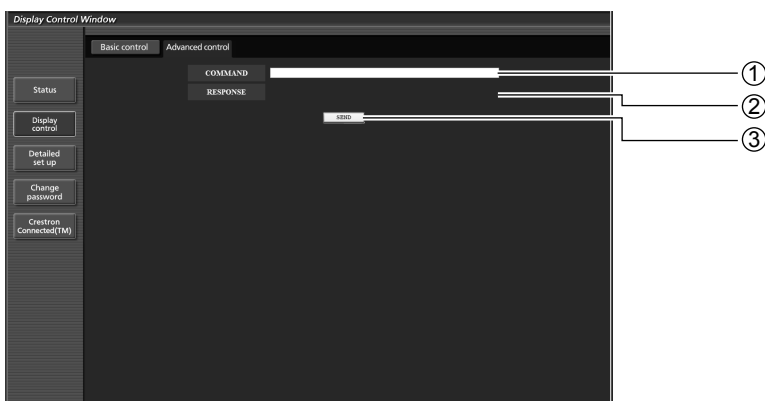 Display Control Window
Basic control Advanced control
COMMAND
①
RESPONSE
②
SEND
③
Status
Display
control
Detailed
set up
Change
password
Crestron
Connected(TM)